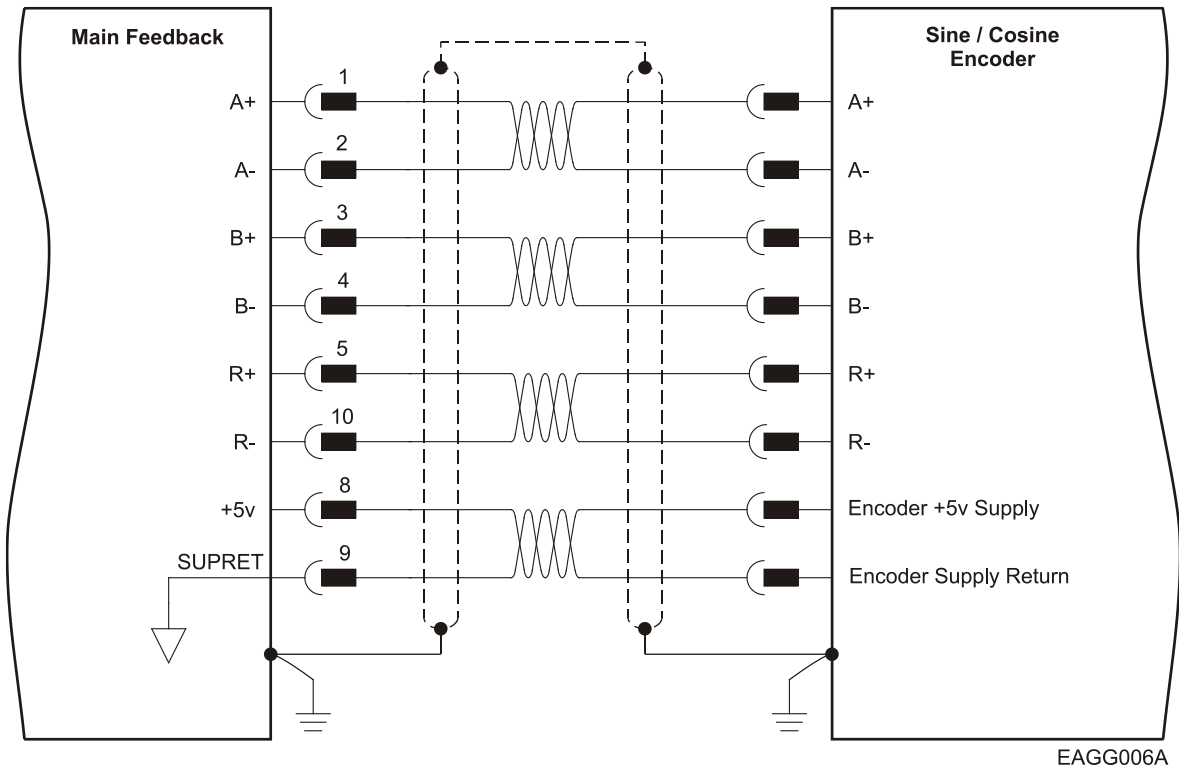 Main Feedback
Sine / Cosine
Encoder
A+ 1 A+
A- 2 A-
B+ 3 B+
B- 4 B-
R+ 5 R+
R- 10 R-
+5v 8 Encoder +5v Supply
SUPRET 9 Encoder Supply Return
EAGG006A